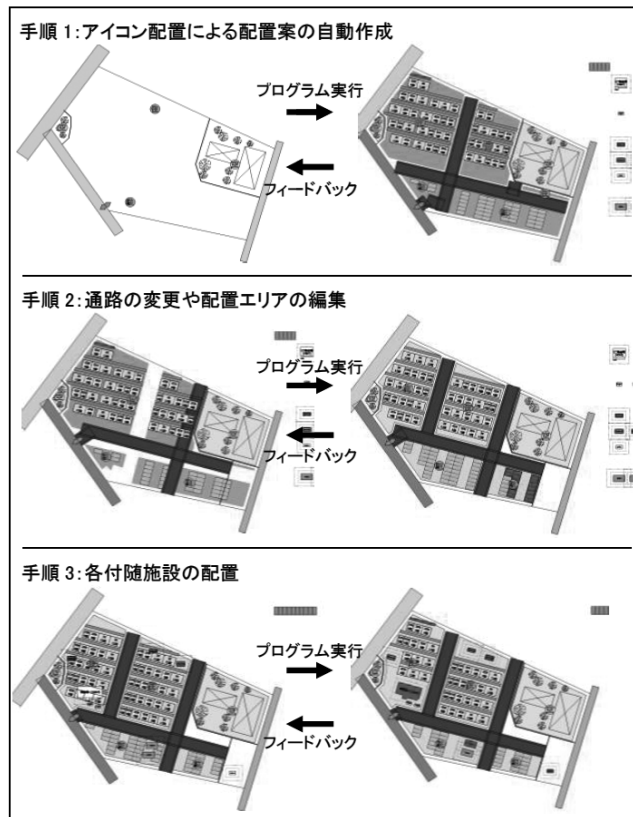 手順1:アイコン配置による配置案の自動作成
プログラム実行
フィードバック
手順2:通路の変更や配置エリアの編集
プログラム実行
フィードバック
手順3:各付随施設の配置
プログラム実行
フィードバック